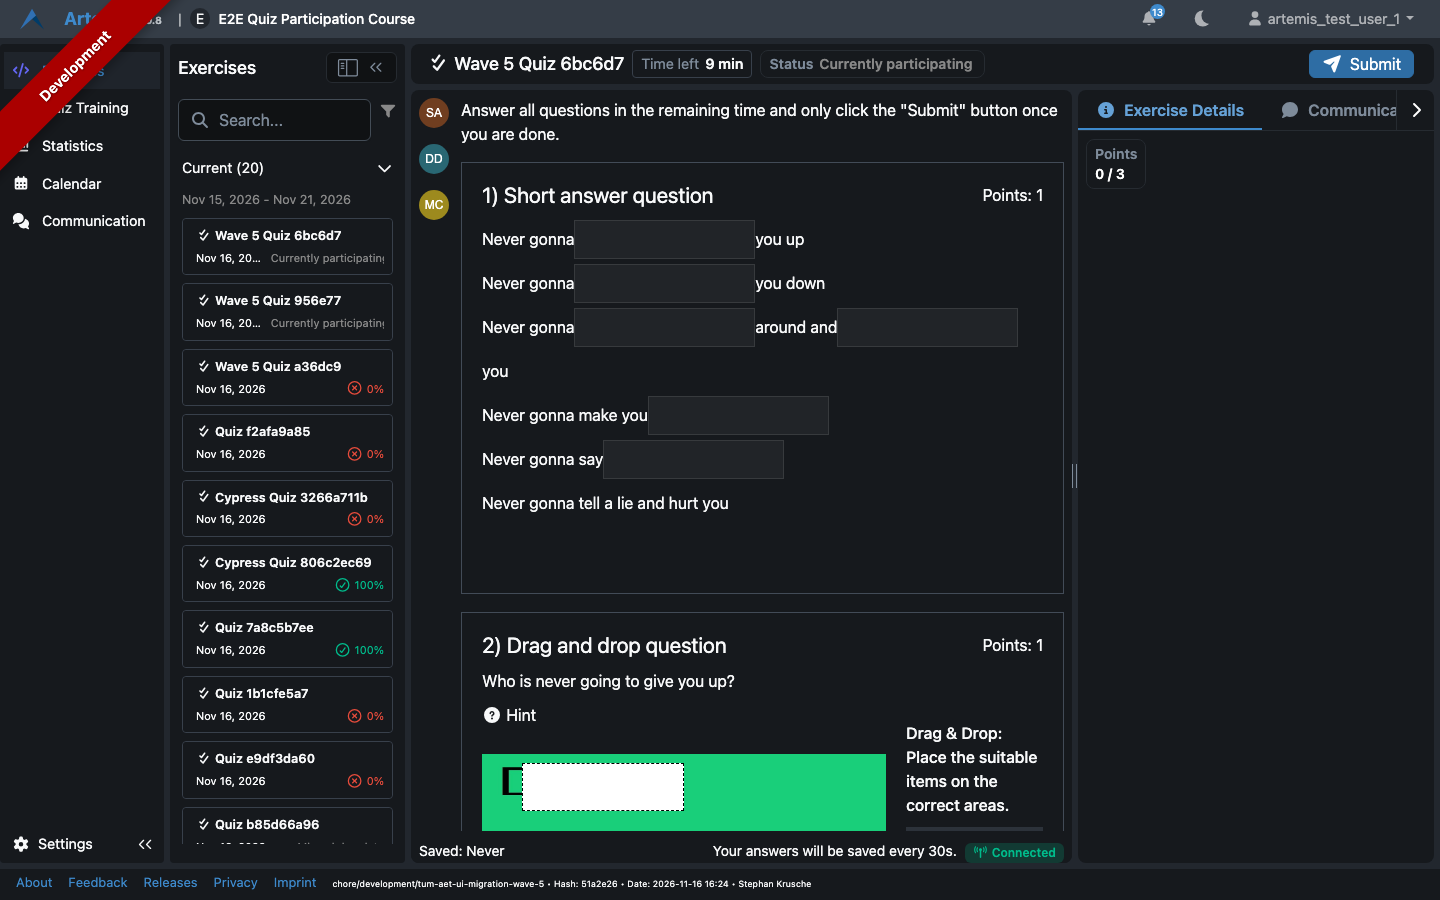 Development
E E2E Quiz Participation Course
13
artemis_test_user_1
Statistics
Calendar
Communication
Settings
Exercises
Search...
Current (20)
Nov 15, 2026 - Nov 21, 2026
Wave 5 Quiz 6bc6d7
Nov 16, 20... Currently participating
Wave 5 Quiz 956e77
Nov 16, 20... Currently participating
Wave 5 Quiz a36dc9
Nov 16, 2026 0%
Quiz f2afa9a85
Nov 16, 2026 0%
Cypress Quiz 3266a711b
Nov 16, 2026 0%
Cypress Quiz 806c2ec69
Nov 16, 2026 100%
Quiz 7a8c5b7ee
Nov 16, 2026 100%
Quiz 1b1cfe5a7
Nov 16, 2026 0%
Quiz e9df3da60
Nov 16, 2026 0%
Quiz b85d66a96
Wave 5 Quiz 6bc6d7 Time left 9 min Status Currently participating Submit
SA
DD
MC
Answer all questions in the remaining time and only click the "Submit" button once
you are done.
1) Short answer question Points: 1
Never gonna you up
Never gonna you down
Never gonna around and
you
Never gonna make you
Never gonna say
Never gonna tell a lie and hurt you
2) Drag and drop question Points: 1
Who is never going to give you up?
Hint
Drag & Drop:
Place the suitable
items on the
correct areas.
Saved: Never Your answers will be saved every 30s. Connected
Exercise Details Communica
Points
0 / 3
About Feedback Releases Privacy Imprint chore/development/tum-aet-ui-migration-wave-5 • Hash: 51a2e26 • Date: 2026-11-16 16:24 • Stephan Krusche